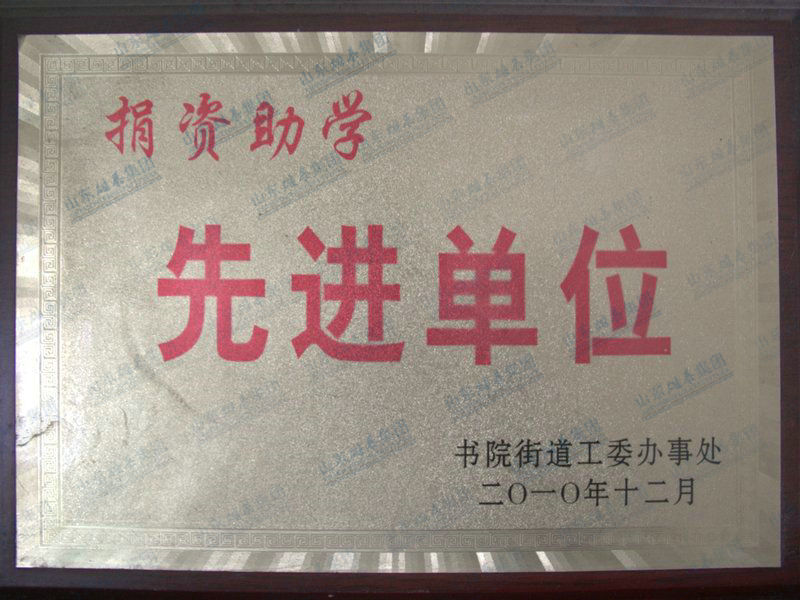 捐资助学
先进单位
书院街道工委办事处
二〇一〇年十二月